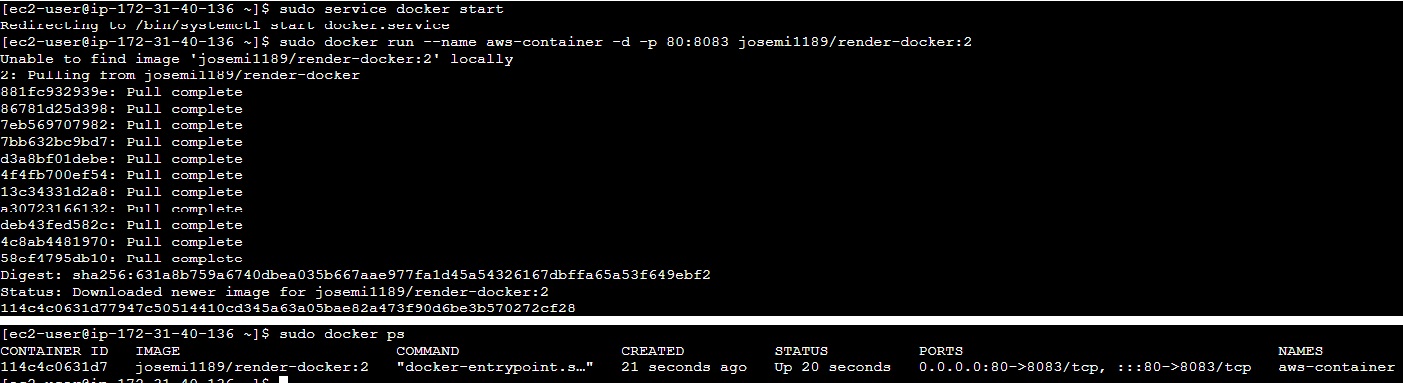 [ec2-user@ip-172-31-40-136 ~]$ sudo service docker start
Redirecting to /bin/systemctl start docker.service
[ec2-user@ip-172-31-40-136 ~]$ sudo docker run --name aws-container -d -p 80:8083 josemi1189/render-docker:2
Unable to find image 'josemi1189/render-docker:2' locally
2: Pulling from josemi1189/render-docker
881fc932939e: Pull complete
86781d25d398: Pull complete
7eb569707982: Pull complete
7bb632bc9bd7: Pull complete
d3a8bf01debe: Pull complete
4f4fb700ef54: Pull complete
13c34331d2a8: Pull complete
a30723166132: Pull complete
deb43fed582c: Pull complete
4c8ab4481970: Pull complete
58cf4795db10: Pull complete
Digest: sha256:631a8b759a6740dbea035b667aae977fa1d45a54326167dbffa65a53f649ebf2
Status: Downloaded newer image for josemi1189/render-docker:2
114c4c0631d77947c50514410cd345a63a05bae82a473f90d6be3b570272cf28
[ec2-user@ip-172-31-40-136 ~]$ sudo docker ps
CONTAINER ID IMAGE COMMAND CREATED STATUS PORTS NAMES
114c4c0631d7 josemi1189/render-docker:2 "docker-entrypoint.s…" 21 seconds ago Up 20 seconds 0.0.0.0:80->8083/tcp, :::80->8083/tcp aws-container
[ec2-user@ip-172-31-40-136 ~]$